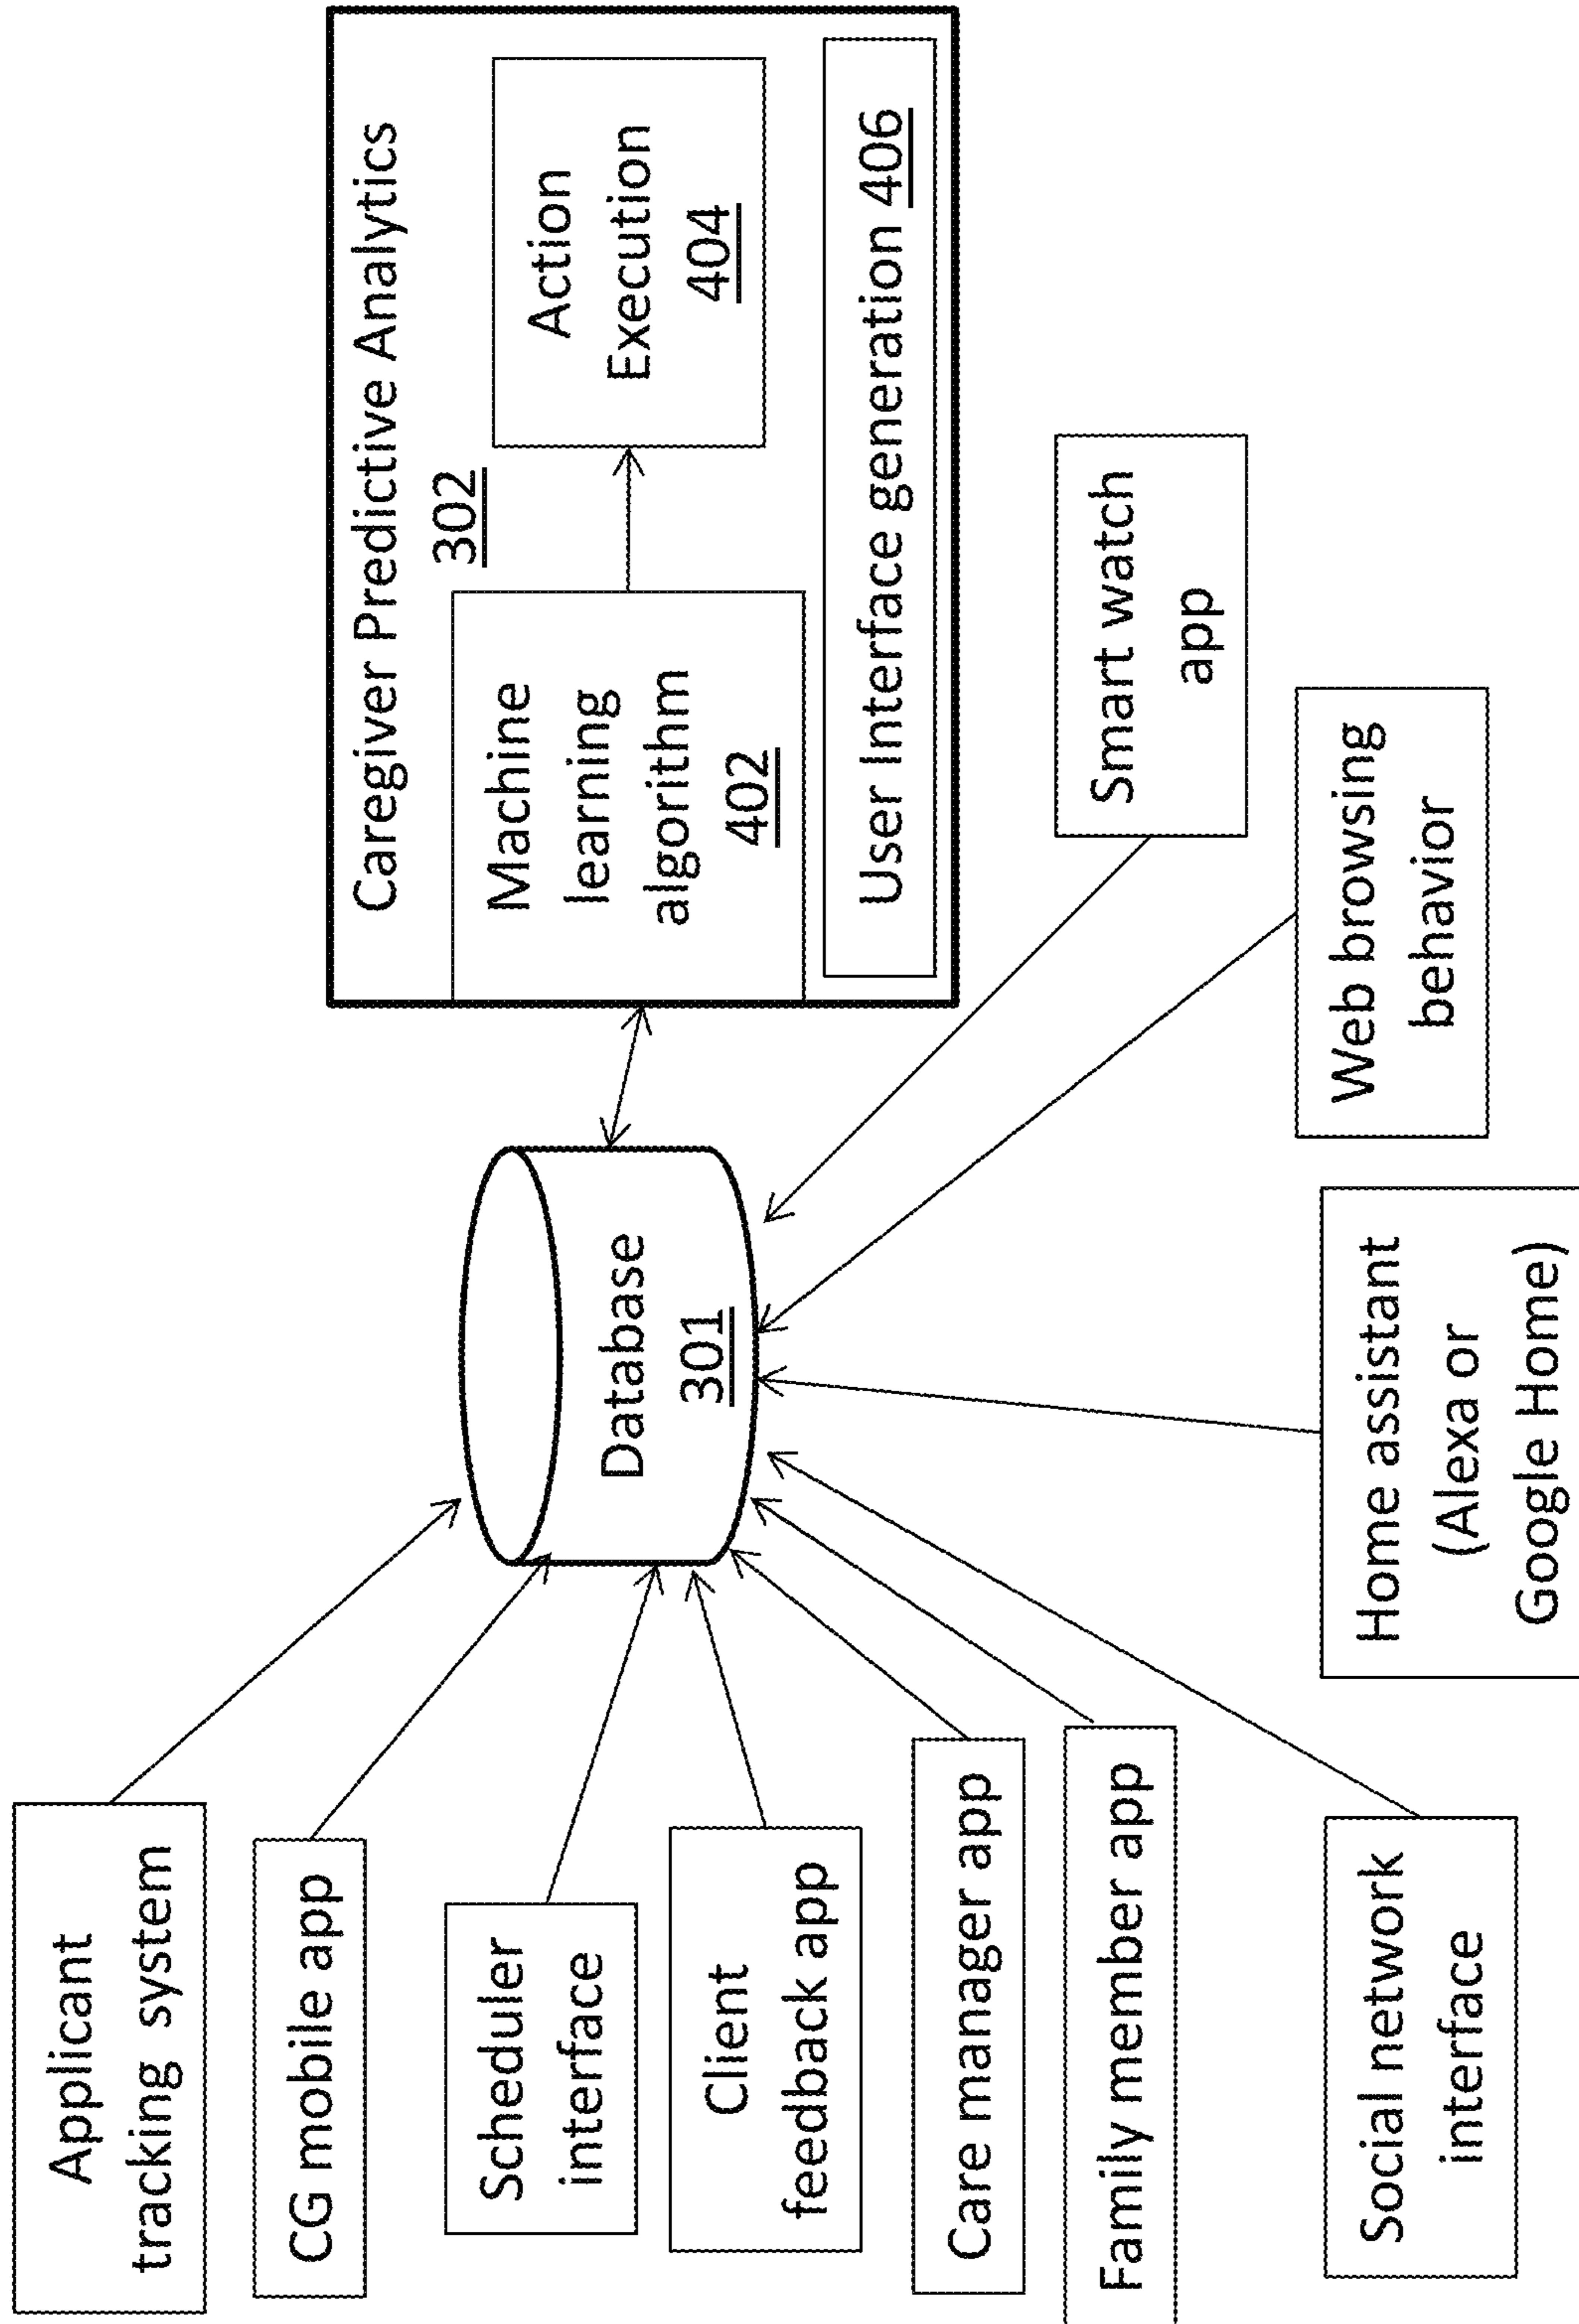 Applicant
tracking system
CG mobile app
Scheduler
interface
Client
feedback app
Care manager app
Family member app
Social network
interface
Database
301
Home assistant
(Alexa or
Google Home)
Web browsing
behavior
Smart watch
app
Caregiver Predictive Analytics
302
Machine
learning
algorithm
402
Action
Execution
404
User Interface generation 406